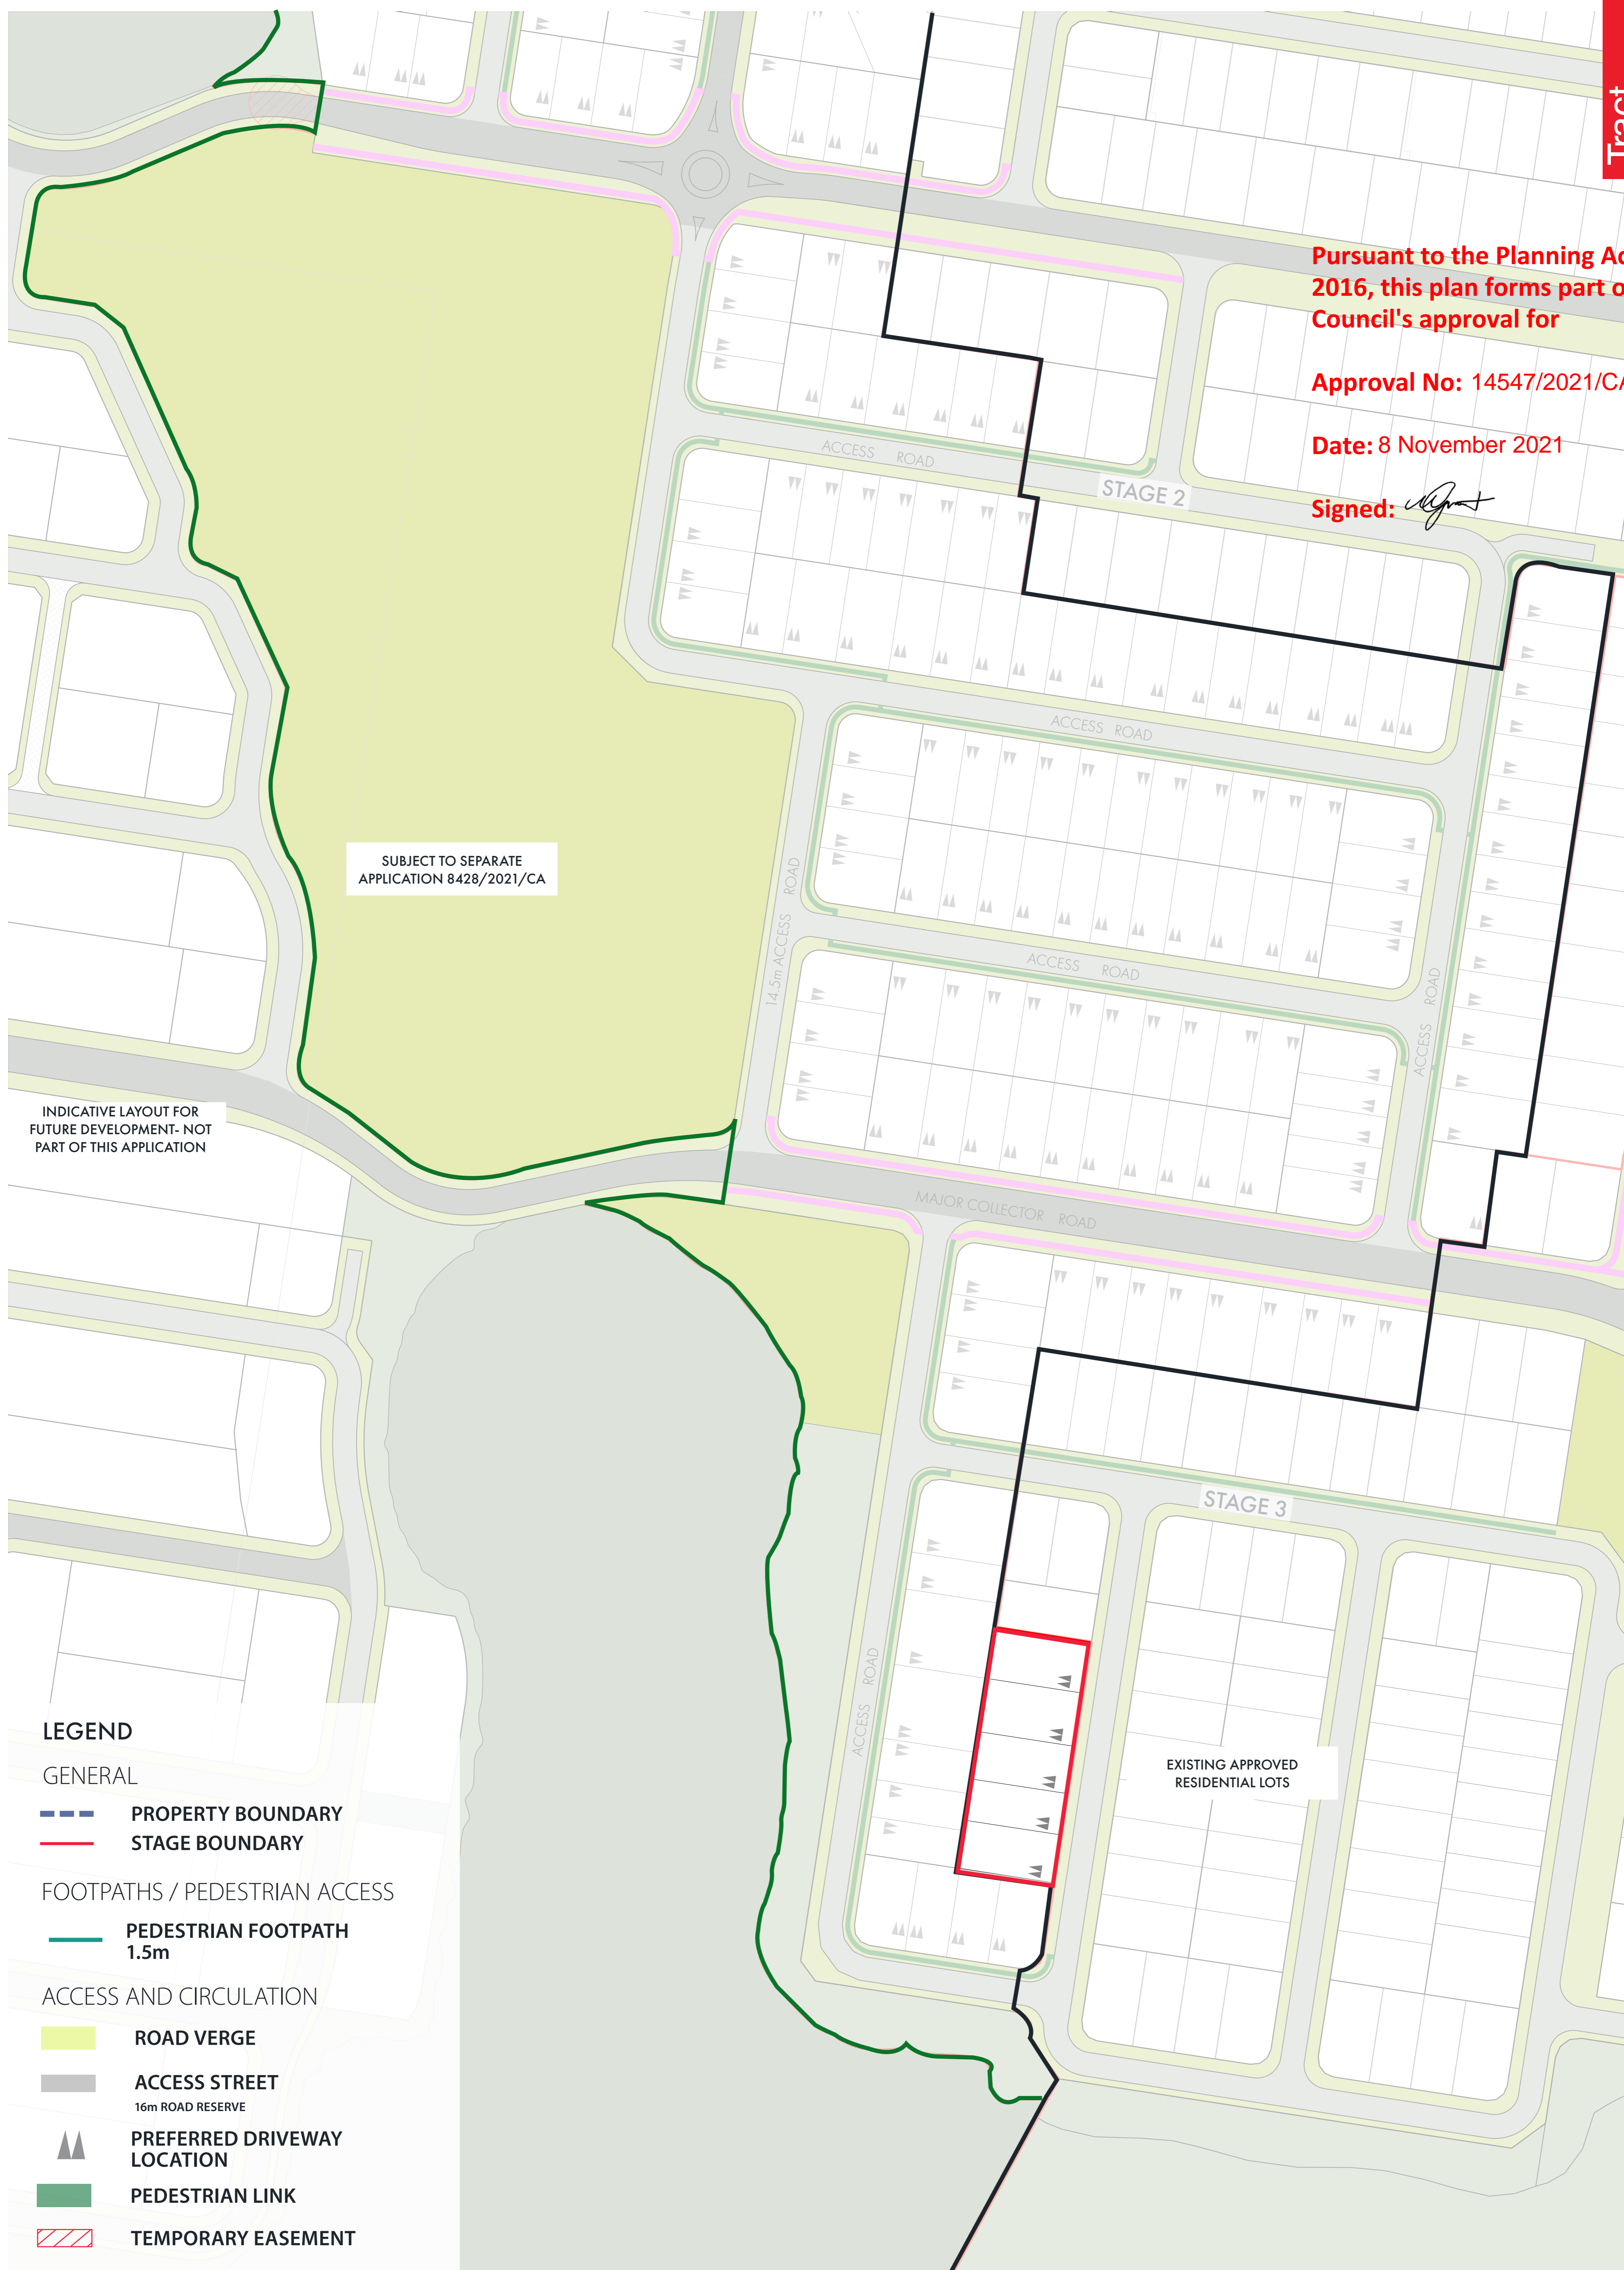 Tract
Pursuant to the Planning
2016, this plan forms part
Council's approval for
Approval No: 14547/2021/CA
Date: 8 November 2021
Signed:
ACCESS ROAD
STAGE 2
ACCESS ROAD
SUBJECT TO SEPARATE
APPLICATION 8428/2021/CA
14.5m ACCESS ROAD
ACCESS ROAD
ACCESS ROAD
INDICATIVE LAYOUT FOR
FUTURE DEVELOPMENT- NOT
PART OF THIS APPLICATION
MAJOR COLLECTOR ROAD
STAGE 3
ACCESS ROAD
EXISTING APPROVED
RESIDENTIAL LOTS
LEGEND
GENERAL
PROPERTY BOUNDARY
STAGE BOUNDARY
FOOTPATHS / PEDESTRIAN ACCESS
PEDESTRIAN FOOTPATH
1.5m
ACCESS AND CIRCULATION
ROAD VERGE
ACCESS STREET
16m ROAD RESERVE
PREFERRED DRIVEWAY
LOCATION
PEDESTRIAN LINK
TEMPORARY EASEMENT